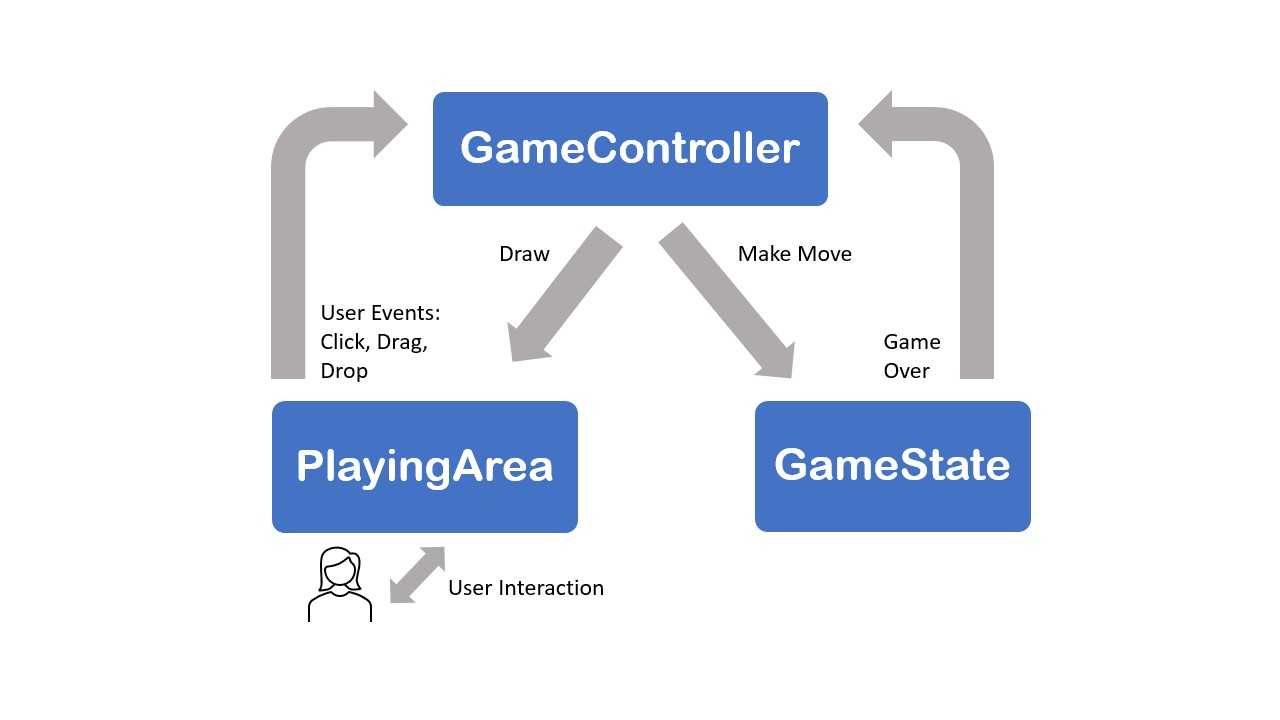 GameController
Draw
Make Move
User Events:
Click, Drag,
Drop
Game
Over
PlayingArea
GameState
User Interaction